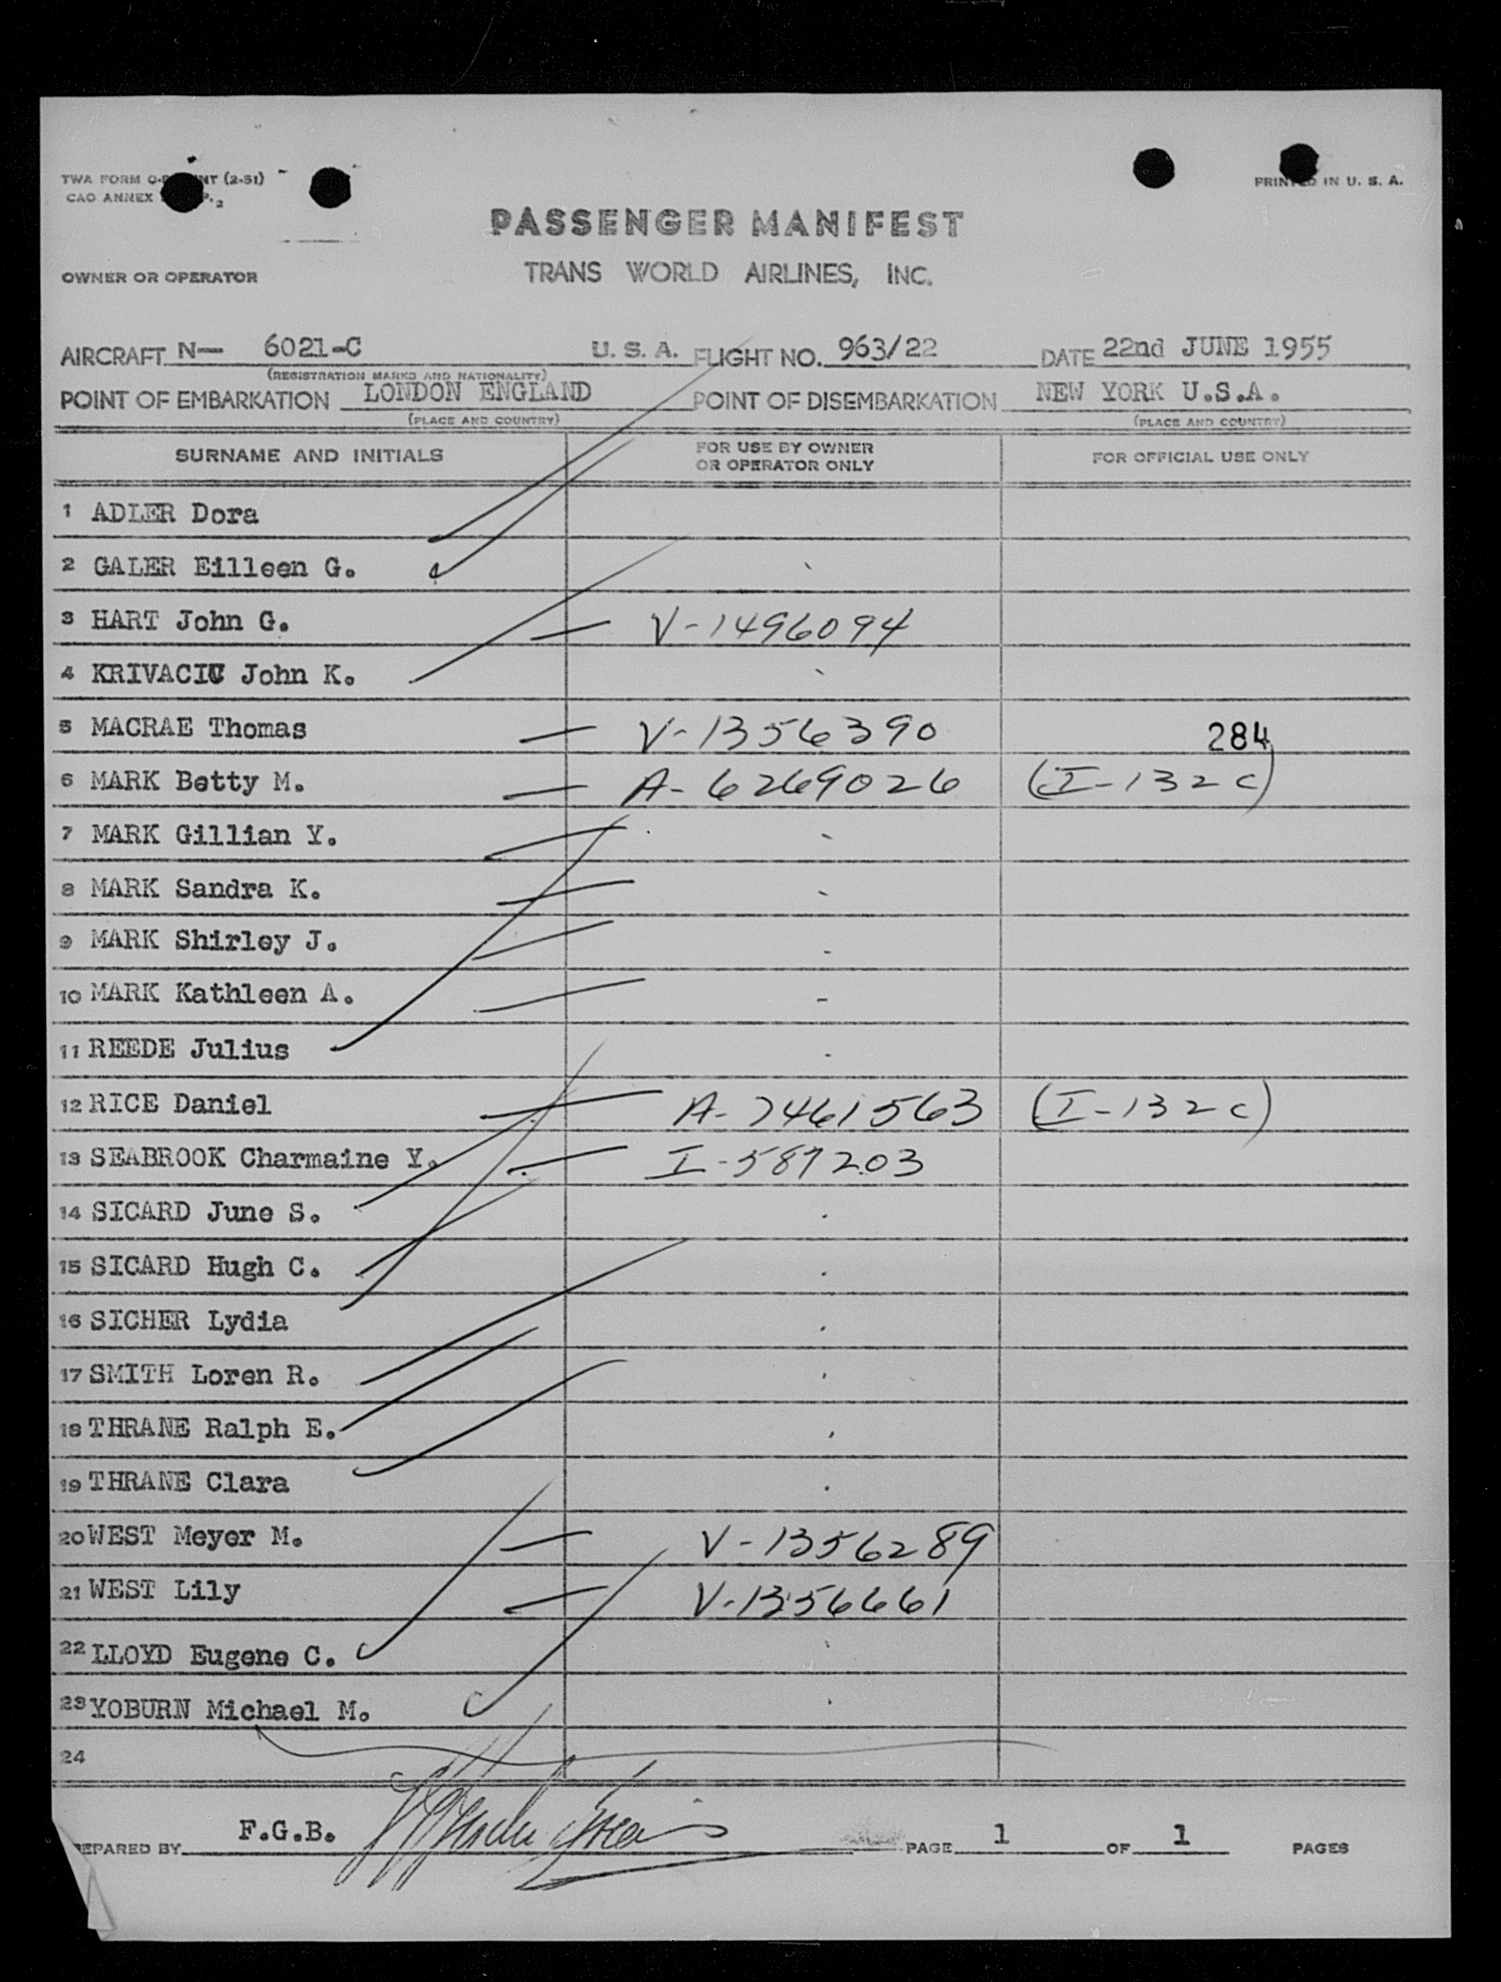 TWA FORM
(2-51)
PRINTED IN U. S. A.
CAO ANNEX
PASSENGER MANIFEST
OWNER OR OPERATOR
TRANS WORLD AIRLINES, INC.
AIRCRAFT N— 6021-C U. S. A. FLIGHT NO. 963/22 DATE 22nd JUNE 1955
(REGISTRATION MARKS AND NATIONALITY)
POINT OF EMBARKATION LONDON ENGLAND POINT OF DISEMBARKATION NEW YORK U.S.A.
(PLACE AND COUNTRY) (PLACE AND COUNTRY)
SURNAME AND INITIALS FOR USE BY OWNER OR OPERATOR ONLY FOR OFFICIAL USE ONLY
1 ADLER Dora
2 GALER Eilleen G.
3 HART John G. — V-1496094
4 KRIVACIC John K.
5 MACRAE Thomas — V-1356390 284
6 MARK Betty M. — A-6269026 (I-132c)
7 MARK Gillian Y.
8 MARK Sandra K.
9 MARK Shirley J.
10 MARK Kathleen A.
11 REEDE Julius
12 RICE Daniel — A-7461563 (I-132c)
13 SEABROOK Charmaine Y. — I-587203
14 SICARD June S.
15 SICARD Hugh C.
16 SICHER Lydia
17 SMITH Loren R.
18 THRANE Ralph E.
19 THRANE Clara
20 WEST Meyer M. — V-1356289
21 WEST Lily — V-1356661
22 LLOYD Eugene C.
23 YOBURN Michael M.
24
PREPARED BY F.G.B. PAGE 1 OF 1 PAGES